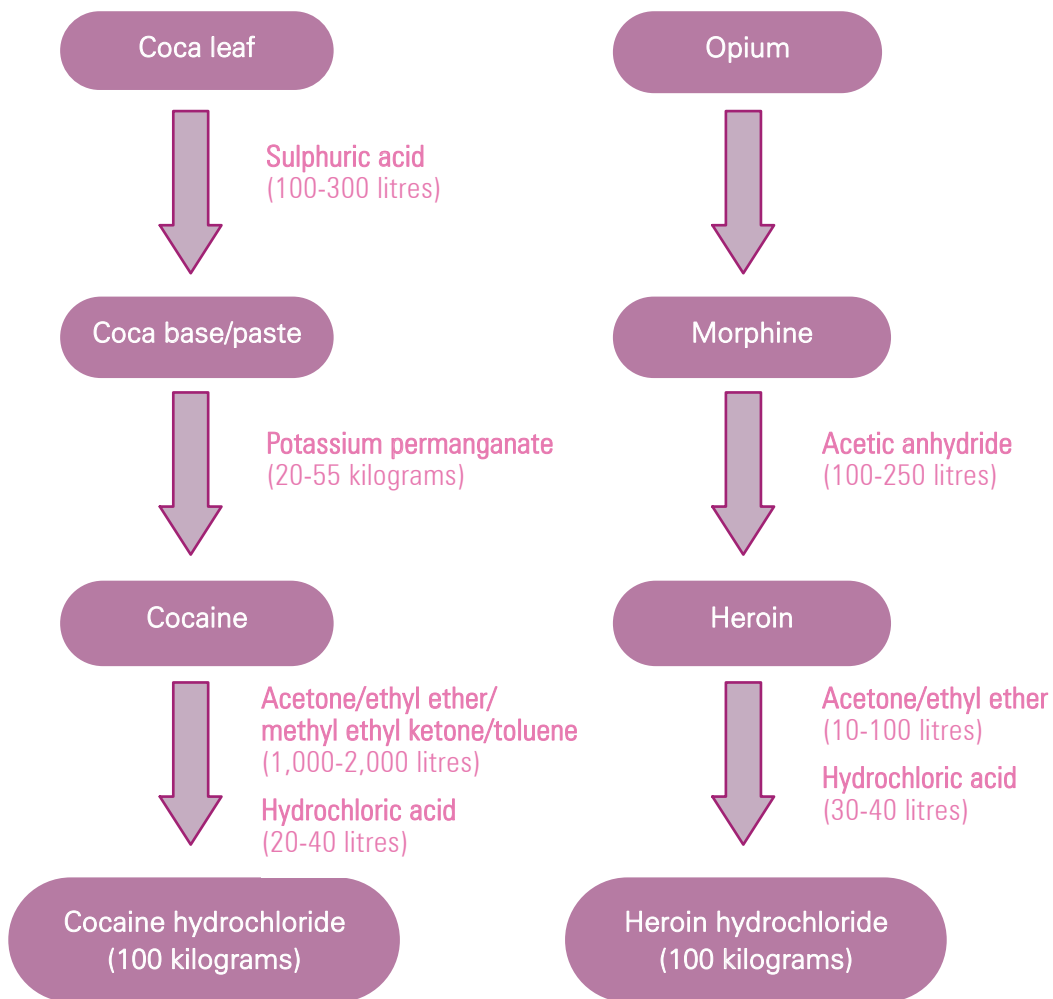 Coca leaf
Sulphuric acid
(100-300 litres)
Coca base/paste
Potassium permanganate
(20-55 kilograms)
Cocaine
Acetone/ethyl ether/
methyl ethyl ketone/toluene
(1,000-2,000 litres)
Hydrochloric acid
(20-40 litres)
Cocaine hydrochloride
(100 kilograms)
Opium
Morphine
Acetic anhydride
(100-250 litres)
Heroin
Acetone/ethyl ether
(10-100 litres)
Hydrochloric acid
(30-40 litres)
Heroin hydrochloride
(100 kilograms)